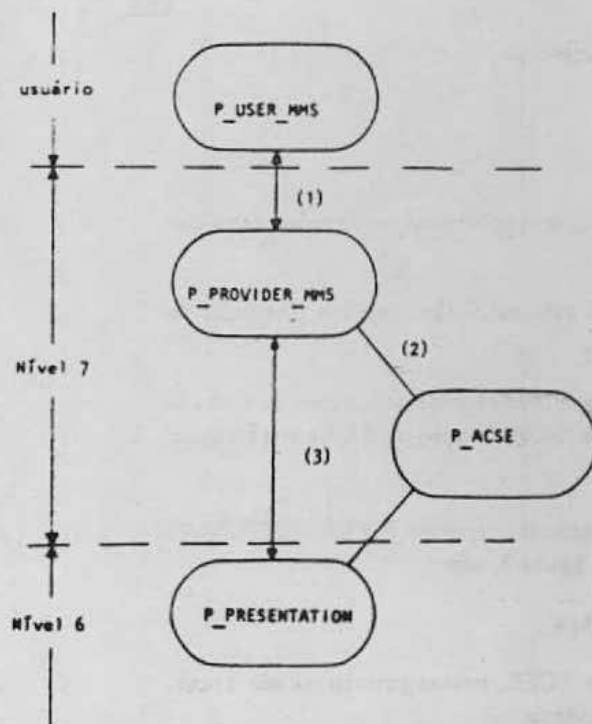 usuário
P_USER_MMS
(1)
P_PROVIDER_MMS
(2)
Nível 7
P_ACSE
(3)
Nível 6
P_PRESENTATION